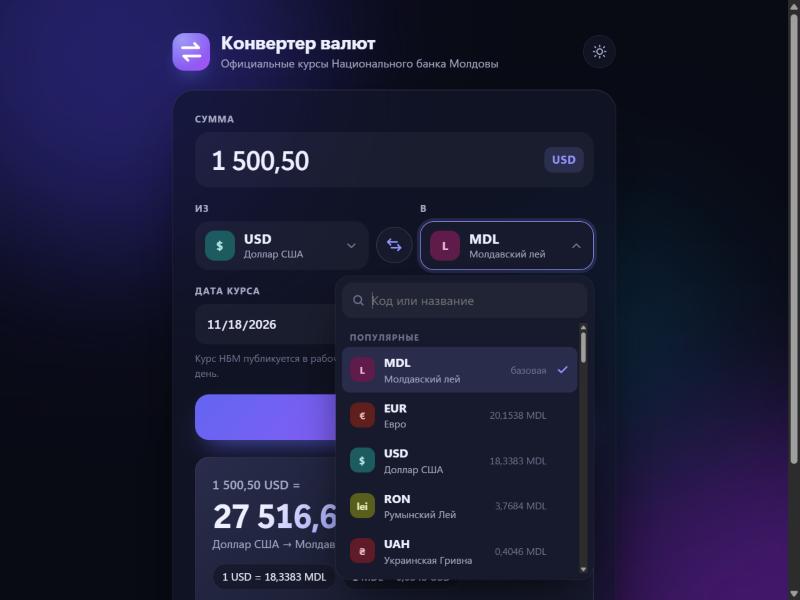 Конвертер валют
Официальные курсы Национального банка Молдовы
СУММА
1 500,50
USD
ИЗ
В
$
USD
Доллар США
L
MDL
Молдавский лей
ДАТА КУРСА
11/18/2026
Курс НБМ публикуется в
день.
Код или название
ПОПУЛЯРНЫЕ
L
MDL
Молдавский лей
базовая
€
EUR
Евро
20,1538 MDL
$
USD
Доллар США
18,3383 MDL
lei
RON
Румынский Лей
3,7684 MDL
₴
UAH
Украинская Гривна
0,4046 MDL
1 500,50 USD =
27 516,6
Доллар США → Молдав
1 USD = 18,3383 MDL